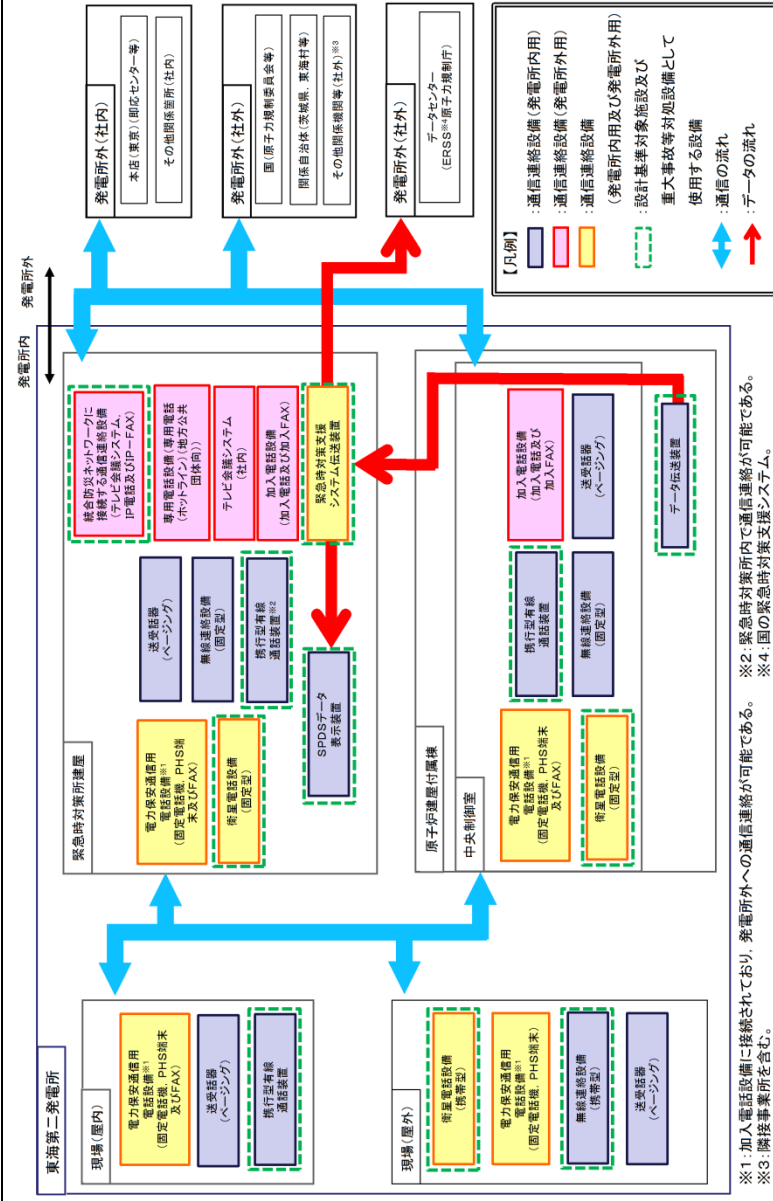 東海第二発電所
発電所内
発電所外
現場(屋内)
電力保安通信用
電話設備※1
(固定電話機、PHS端末
及びFAX)
送受話器
(ページング)
携行型有線
通話装置
現場(屋外)
衛星電話設備
(携帯型)
電力保安通信用
電話設備※1
(固定電話機、PHS端末)
無線連絡設備
(携帯型)
送受話器
(ページング)
緊急時対策所建屋
電力保安通信用
電話設備※1
(固定電話機、PHS端
末及びFAX)
衛星電話設備
(固定型)
送受話器
(ページング)
無線連絡設備
(固定型)
携行型有線
通話装置※2
SPDSデータ
表示装置
統合防災ネットワークに
接続する通信連絡設備
(テレビ会議システム、
IP電話及びIP-FAX)
専用電話設備(専用電話
(ホットライン)(地方公共
団体向))
テレビ会議システム
(社内)
加入電話設備
(加入電話及び加入FAX)
緊急時対策支援
システム伝送装置
原子炉建屋付属棟
中央制御室
電力保安通信用
電話設備※1
(固定電話機、PHS端末
及びFAX)
衛星電話設備
(固定型)
携行型有線
通話装置
無線連絡設備
(固定型)
加入電話設備
(加入電話及び
加入FAX)
送受話器
(ページング)
データ伝送装置
発電所外(社内)
本店(東京)(即応センター等)
その他関係箇所(社内)
発電所外(社外)
国(原子力規制委員会等)
関係自治体(茨城県、東海村等)
その他関係機関等(社外)※3
発電所外(社外)
データセンター
(ERSS※4原子力規制庁)
【凡例】
:通信連絡設備(発電所内用)
:通信連絡設備(発電所外用)
:通信連絡設備
(発電所内用及び発電所外用)
:設計基準対象施設及び
重大事故等対処設備として
使用する設備
:通信の流れ
:データの流れ
※1:加入電話設備に接続されており、発電所外への通信連絡が可能である。
※2:緊急時対策所内で通信連絡が可能である。
※3:隣接事業所を含む。
※4:国の緊急時対策支援システム。